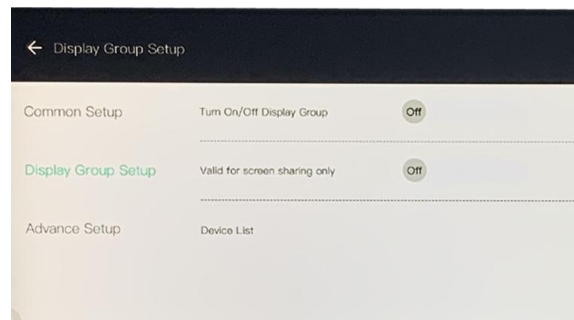 ← Display Group Setup
Common Setup
Turn On/Off Display Group
Off
Display Group Setup
Valid for screen sharing only
Off
Advance Setup
Device List